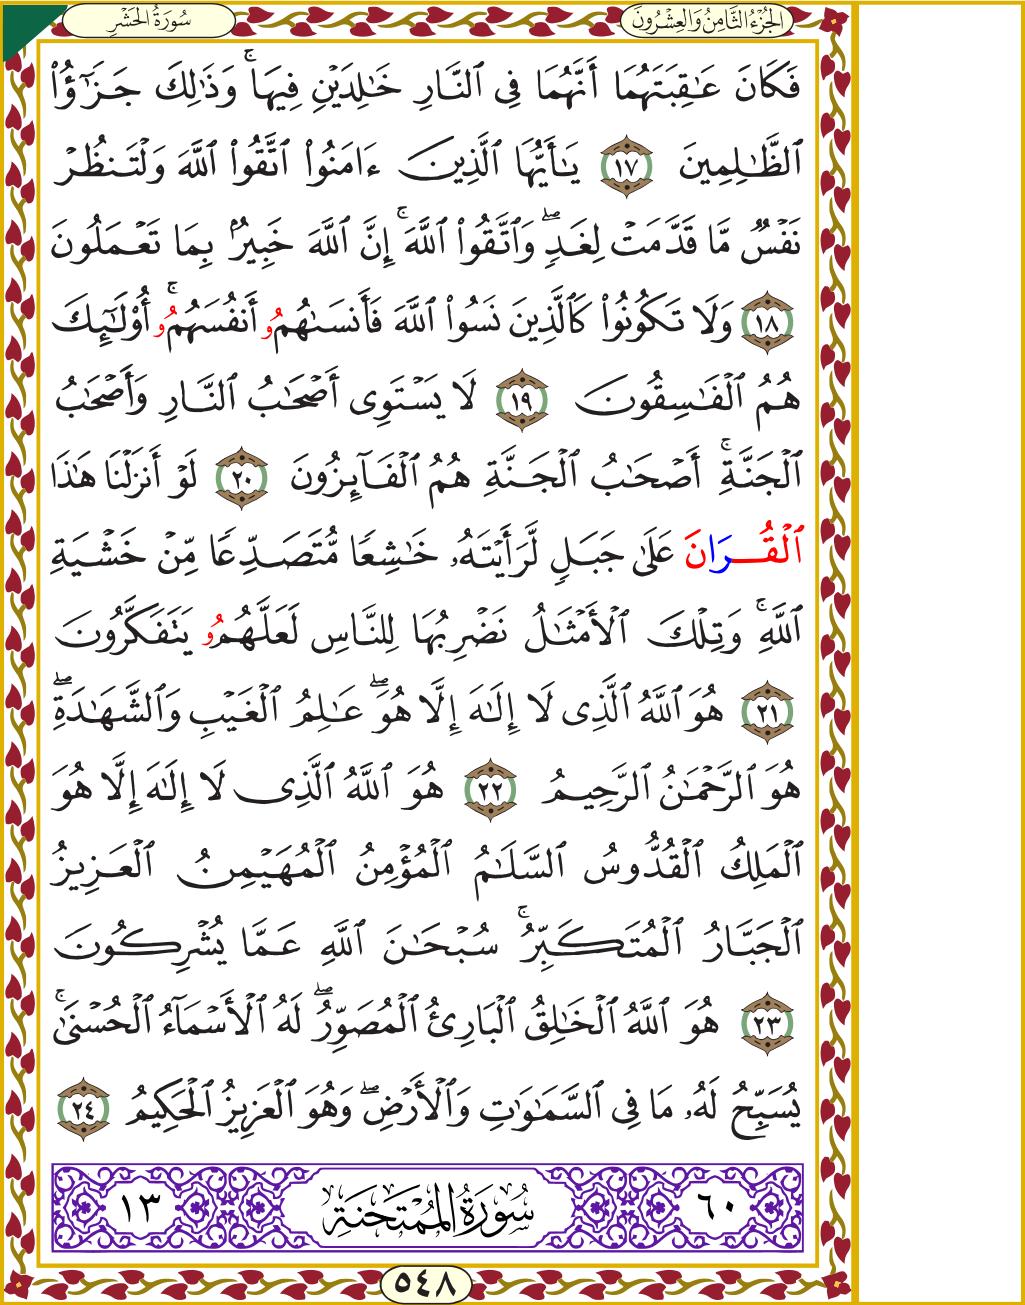 سُورَةُ الحَشْرِ الجُزْءُ الثَّامِنُ وَالعِشْرُونَ
فَكَانَ عَٰقِبَتَهُمَا أَنَّهُمَا فِى ٱلنَّارِ خَٰلِدَيْنِ فِيهَاۚ وَذَٰلِكَ جَزَٰٓؤُا۟
ٱلظَّٰلِمِينَ ١٧ يَٰٓأَيُّهَا ٱلَّذِينَ ءَامَنُوا۟ ٱتَّقُوا۟ ٱللَّهَ وَلْتَنظُرْ
نَفْسٌ مَّا قَدَّمَتْ لِغَدٍۖ وَٱتَّقُوا۟ ٱللَّهَۚ إِنَّ ٱللَّهَ خَبِيرٌۢ بِمَا تَعْمَلُونَ
١٨ وَلَا تَكُونُوا۟ كَٱلَّذِينَ نَسُوا۟ ٱللَّهَ فَأَنسَىٰهُمُو أَنفُسَهُمُوۚ أُو۟لَٰٓئِكَ
هُمُ ٱلْفَٰسِقُونَ ١٩ لَا يَسْتَوِى أَصْحَٰبُ ٱلنَّارِ وَأَصْحَٰبُ
ٱلْجَنَّةِۚ أَصْحَٰبُ ٱلْجَنَّةِ هُمُ ٱلْفَآئِزُونَ ٢٠ لَوْ أَنزَلْنَا هَٰذَا
ٱلْقُرَانَ عَلَىٰ جَبَلٍ لَّرَأَيْتَهُۥ خَٰشِعًا مُّتَصَدِّعًا مِّنْ خَشْيَةِ
ٱللَّهِۚ وَتِلْكَ ٱلْأَمْثَٰلُ نَضْرِبُهَا لِلنَّاسِ لَعَلَّهُمُو يَتَفَكَّرُونَ
٢١ هُوَ ٱللَّهُ ٱلَّذِى لَا إِلَٰهَ إِلَّا هُوَۖ عَٰلِمُ ٱلْغَيْبِ وَٱلشَّهَٰدَةِۖ
هُوَ ٱلرَّحْمَٰنُ ٱلرَّحِيمُ ٢٢ هُوَ ٱللَّهُ ٱلَّذِى لَا إِلَٰهَ إِلَّا هُوَ
ٱلْمَلِكُ ٱلْقُدُّوسُ ٱلسَّلَٰمُ ٱلْمُؤْمِنُ ٱلْمُهَيْمِنُ ٱلْعَزِيزُ
ٱلْجَبَّارُ ٱلْمُتَكَبِّرُۚ سُبْحَٰنَ ٱللَّهِ عَمَّا يُشْرِكُونَ
٢٣ هُوَ ٱللَّهُ ٱلْخَٰلِقُ ٱلْبَارِئُ ٱلْمُصَوِّرُۖ لَهُ ٱلْأَسْمَآءُ ٱلْحُسْنَىٰۚ
يُسَبِّحُ لَهُۥ مَا فِى ٱلسَّمَٰوَٰتِ وَٱلْأَرْضِۖ وَهُوَ ٱلْعَزِيزُ ٱلْحَكِيمُ ٢٤
٦٠ سُورَةُ المُمْتَحَنَةِ ١٣
٥٤٨